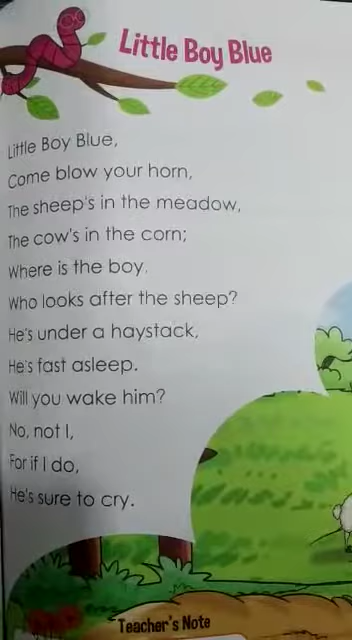 Little Boy Blue
Little Boy Blue,
Come blow your horn,
The sheep's in the meadow,
The cow's in the corn;
Where is the boy.
Who looks after the sheep?
He's under a haystack,
He's fast asleep.
Will you wake him?
No, not I,
For if I do,
He's sure to cry.
Teacher's Note